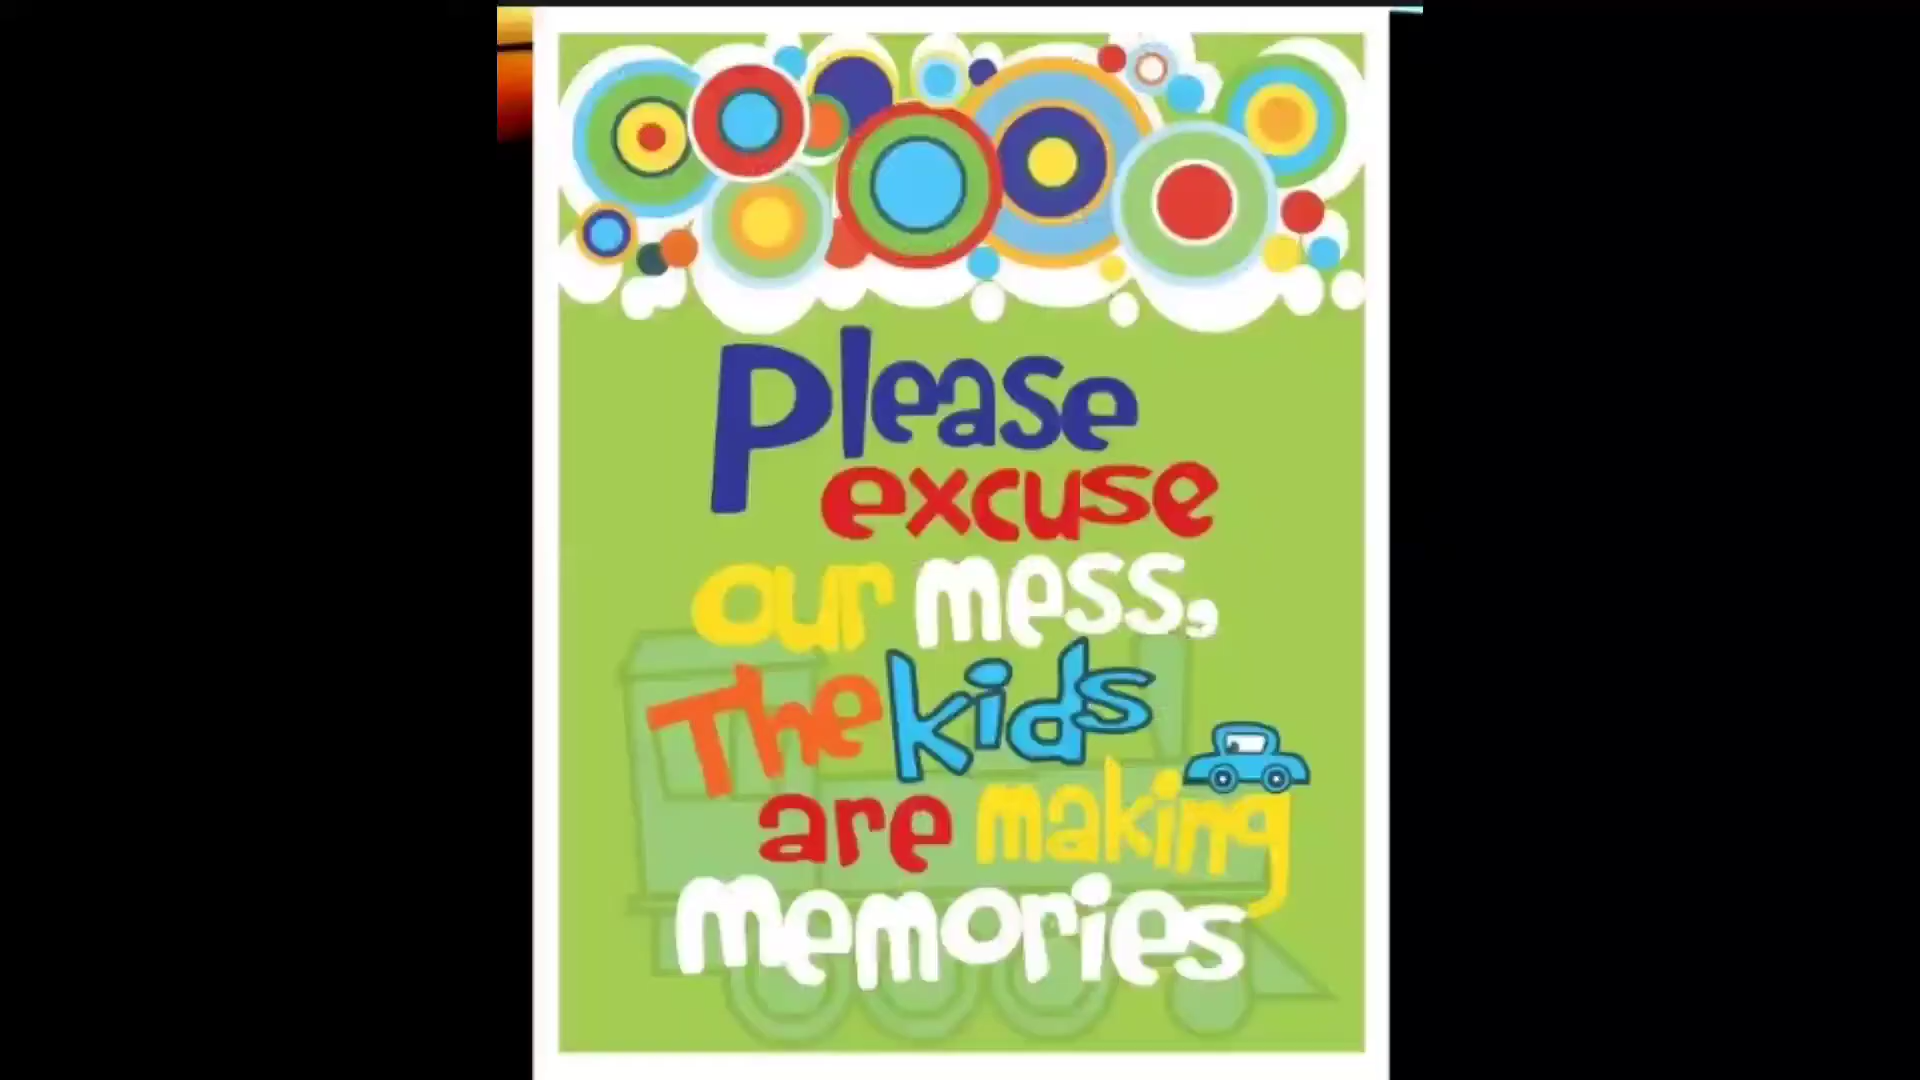 Please
excuse
our mess,
The kids
are making
memories